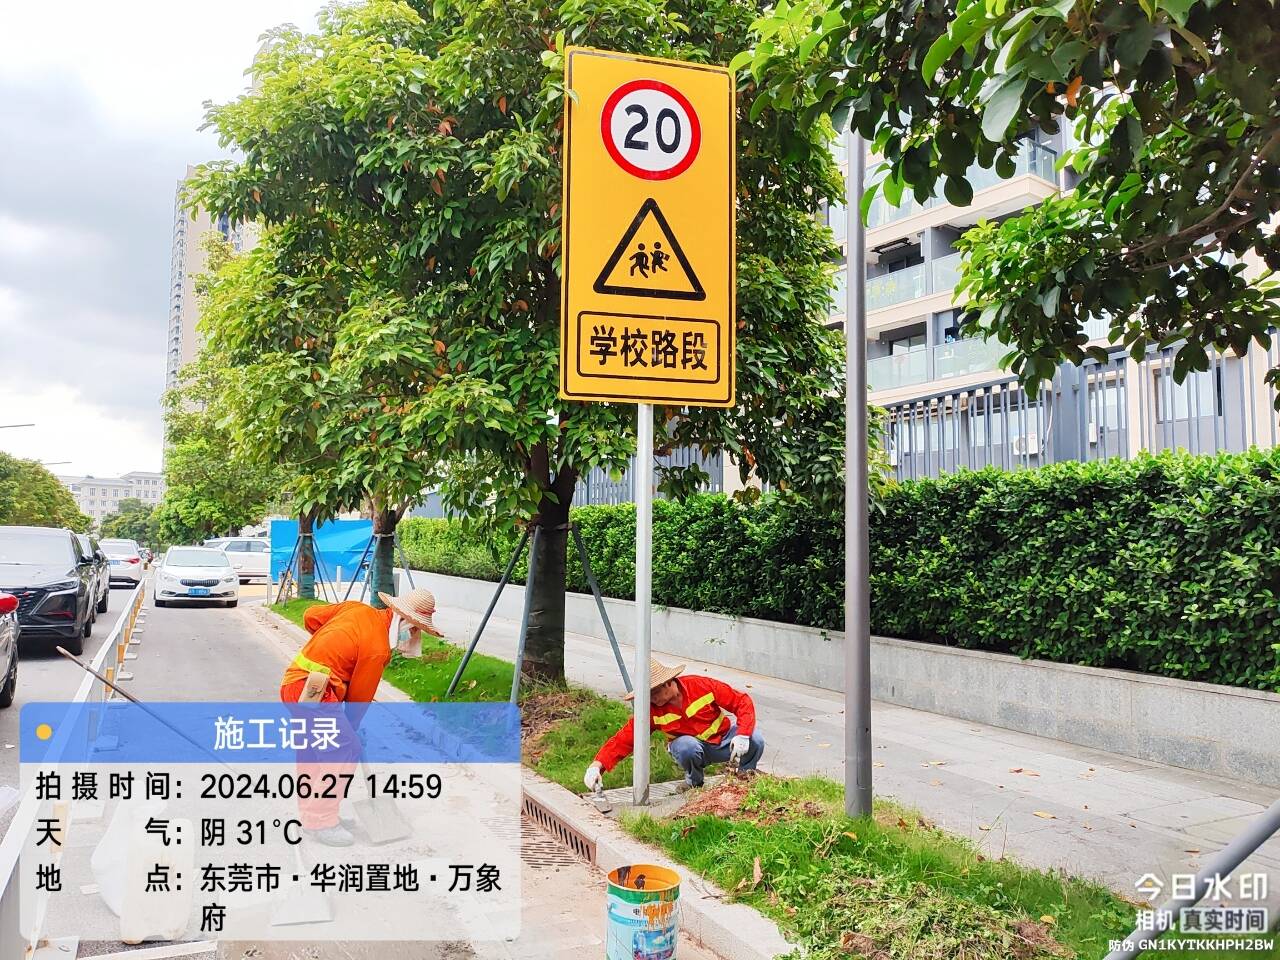 20
学校路段
施工记录
拍摄时间：2024.06.27 14:59
天气：阴 31°C
地点：东莞市·华润置地·万象
府
今日水印
相机 真实时间
防伪 GN1KYTKKHPH2BW